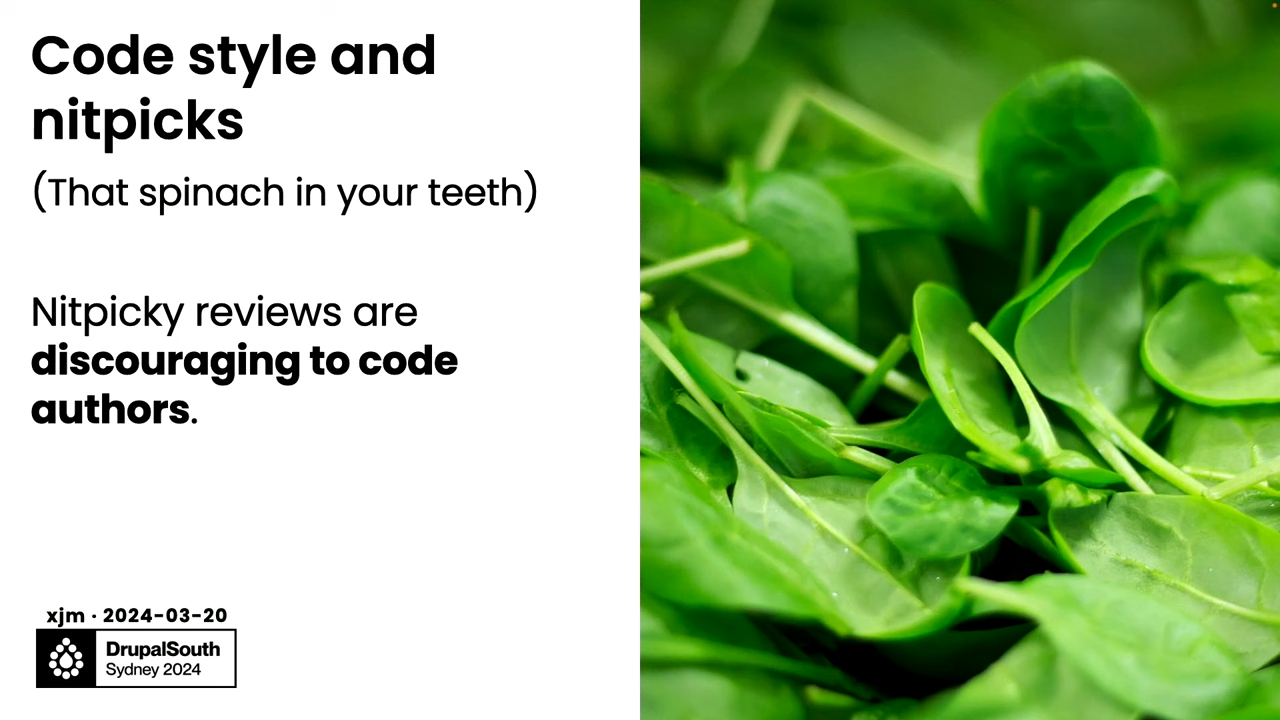 Code style and
nitpicks
(That spinach in your teeth)
Nitpicky reviews are
discouraging to code
authors.
xjm · 2024-03-20
DrupalSouth
Sydney 2024